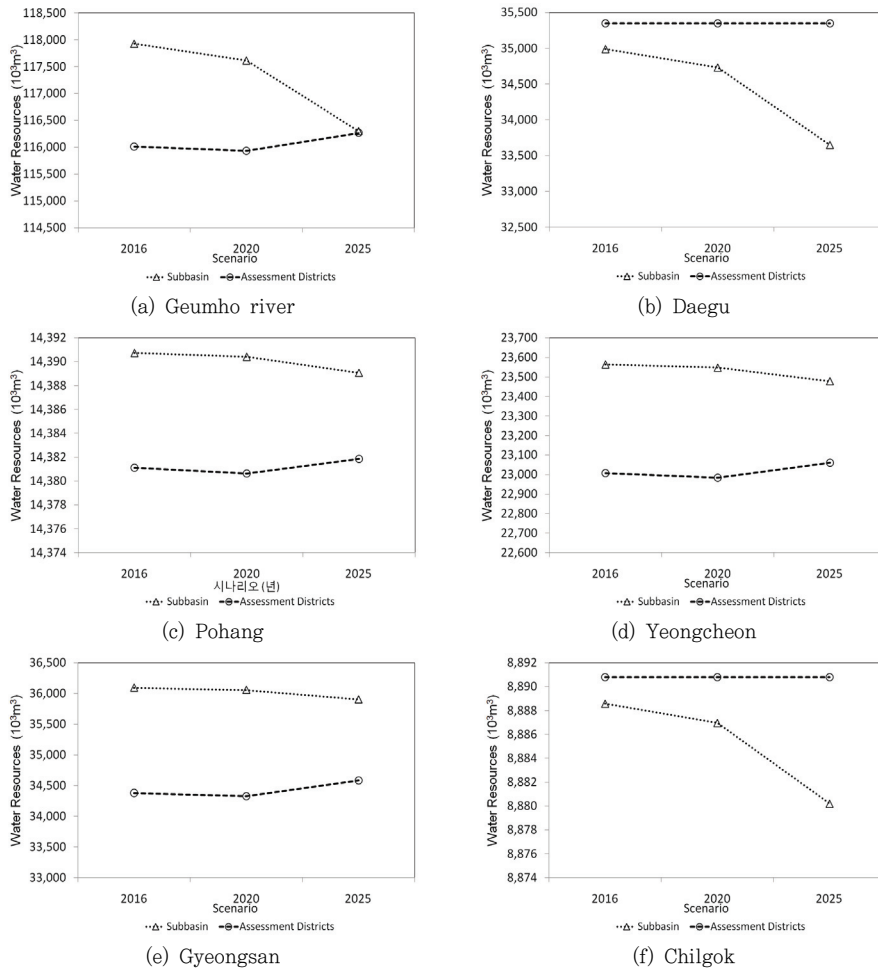 118,500
118,000
117,500
117,000
116,500
116,000
115,500
115,000
114,500
Water Resources (10³m³)
2016 2020 2025
Scenario
Subbasin Assessment Districts
(a) Geumho river
35,500
35,000
34,500
34,000
33,500
33,000
32,500
Water Resources (10³m³)
2016 2020 2025
Scenario
Subbasin Assessment Districts
(b) Daegu
14,392
14,390
14,388
14,386
14,384
14,382
14,380
14,378
14,376
14,374
Water Resources (10³m³)
2016 2020 2025
시나리오(년)
Subbasin Assessment Districts
(c) Pohang
23,700
23,600
23,500
23,400
23,300
23,200
23,100
23,000
22,900
22,800
22,700
22,600
Water Resources (10³m³)
2016 2020 2025
Scenario
Subbasin Assessment Districts
(d) Yeongcheon
36,500
36,000
35,500
35,000
34,500
34,000
33,500
33,000
Water Resources (10³m³)
2016 2020 2025
Scenario
Subbasin Assessment Districts
(e) Gyeongsan
8,892
8,890
8,888
8,886
8,884
8,882
8,880
8,878
8,876
8,874
Water Resources (10³m³)
2016 2020 2025
Scenario
Subbasin Assessment Districts
(f) Chilgok